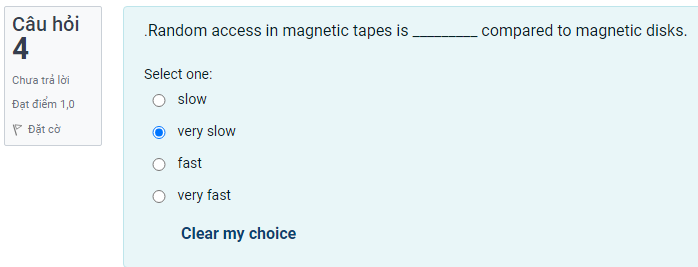 Câu hỏi
4
Chưa trả lời
Đạt điểm 1,0
Đặt cờ
.Random access in magnetic tapes is _________ compared to magnetic disks.
Select one:
slow
very slow
fast
very fast
Clear my choice